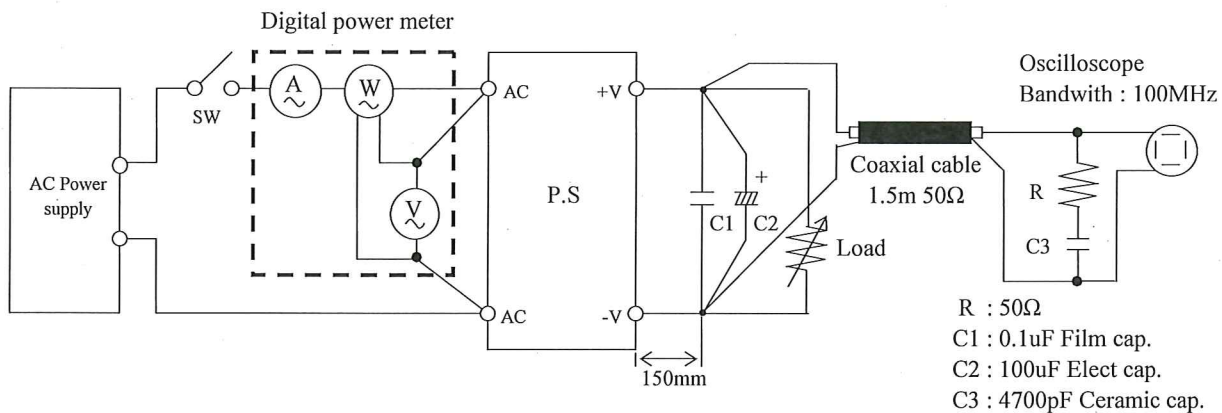 Digital power meter
Oscilloscope
Bandwith : 100MHz
A
W
SW
AC
+V
AC Power
supply
V
P.S
C1
+
C2
Load
Coaxial cable
1.5m 50Ω
R
C3
AC
-V
150mm
R : 50Ω
C1 : 0.1uF Film cap.
C2 : 100uF Elect cap.
C3 : 4700pF Ceramic cap.